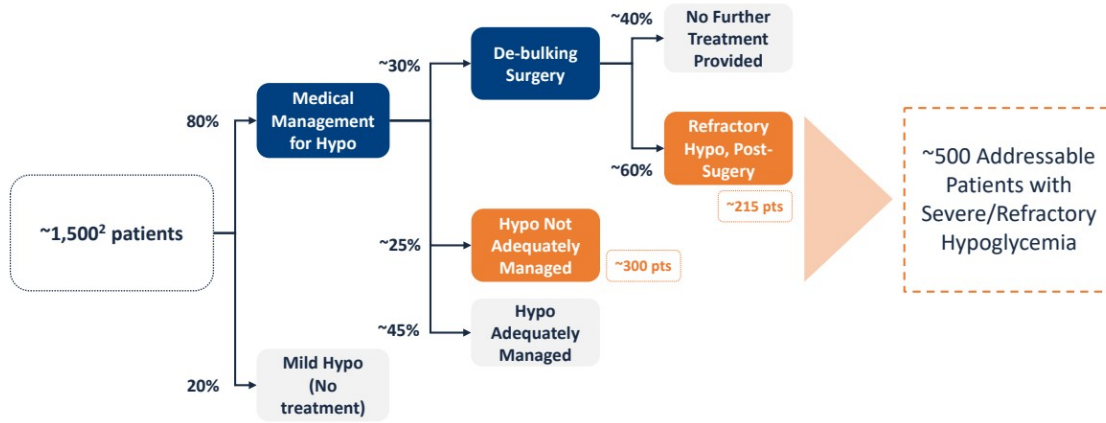 ~40%
No Further
Treatment
Provided
De-bulking
Surgery
~30%
Medical
Management
for Hypo
80%
Refractory
Hypo, Post-
Sugery
~60%
~215 pts
~500 Addressable
Patients with
Severe/Refractory
Hypoglycemia
~1,500² patients
Hypo Not
Adequately
Managed
~25%
~300 pts
Hypo
Adequately
Managed
~45%
Mild Hypo
(No
treatment)
20%